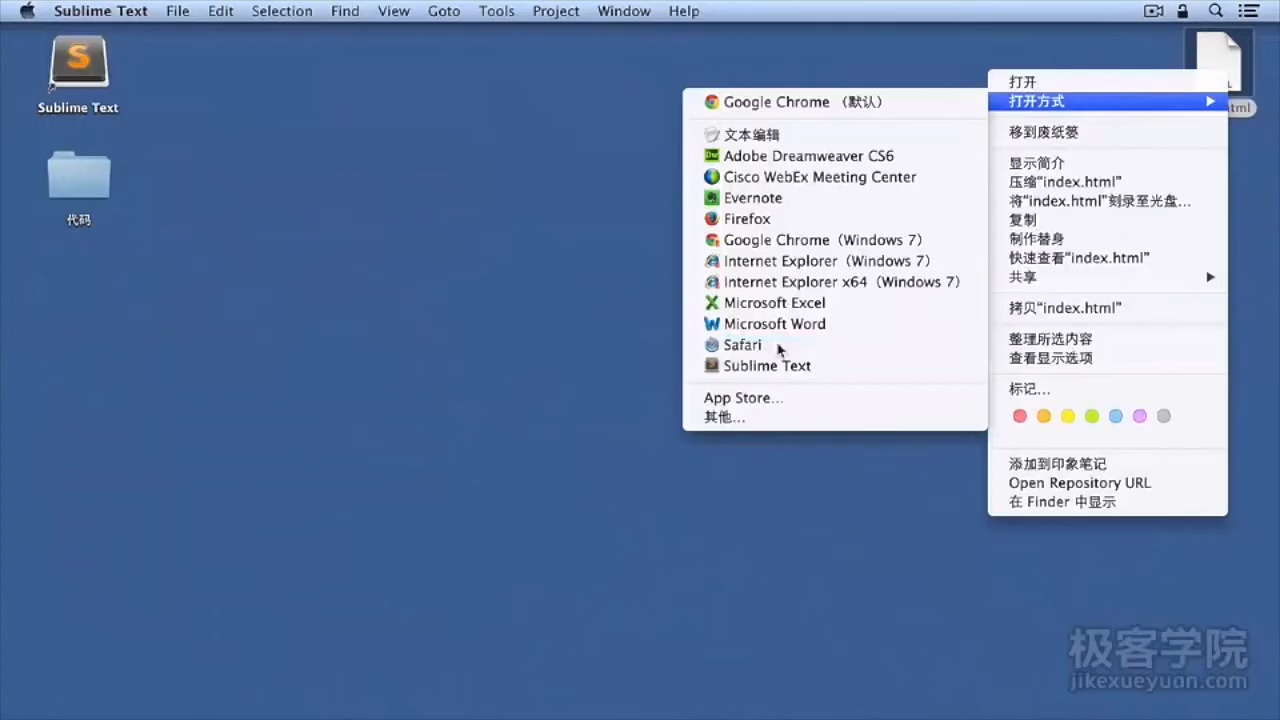 Sublime Text File Edit Selection Find View Goto Tools Project Window Help
Sublime Text
代码
html
打开
打开方式
移到废纸篓
显示简介
压缩“index.html”
将“index.html”刻录至光盘...
复制
制作替身
快速查看“index.html”
共享
拷贝“index.html”
整理所选内容
查看显示选项
标记...
添加到印象笔记
Open Repository URL
在 Finder 中显示
Google Chrome （默认）
文本编辑
Adobe Dreamweaver CS6
Cisco WebEx Meeting Center
Evernote
Firefox
Google Chrome（Windows 7）
Internet Explorer（Windows 7）
Internet Explorer x64（Windows 7）
Microsoft Excel
Microsoft Word
Safari
Sublime Text
App Store...
其他...
极客学院
jikexueyuan.com